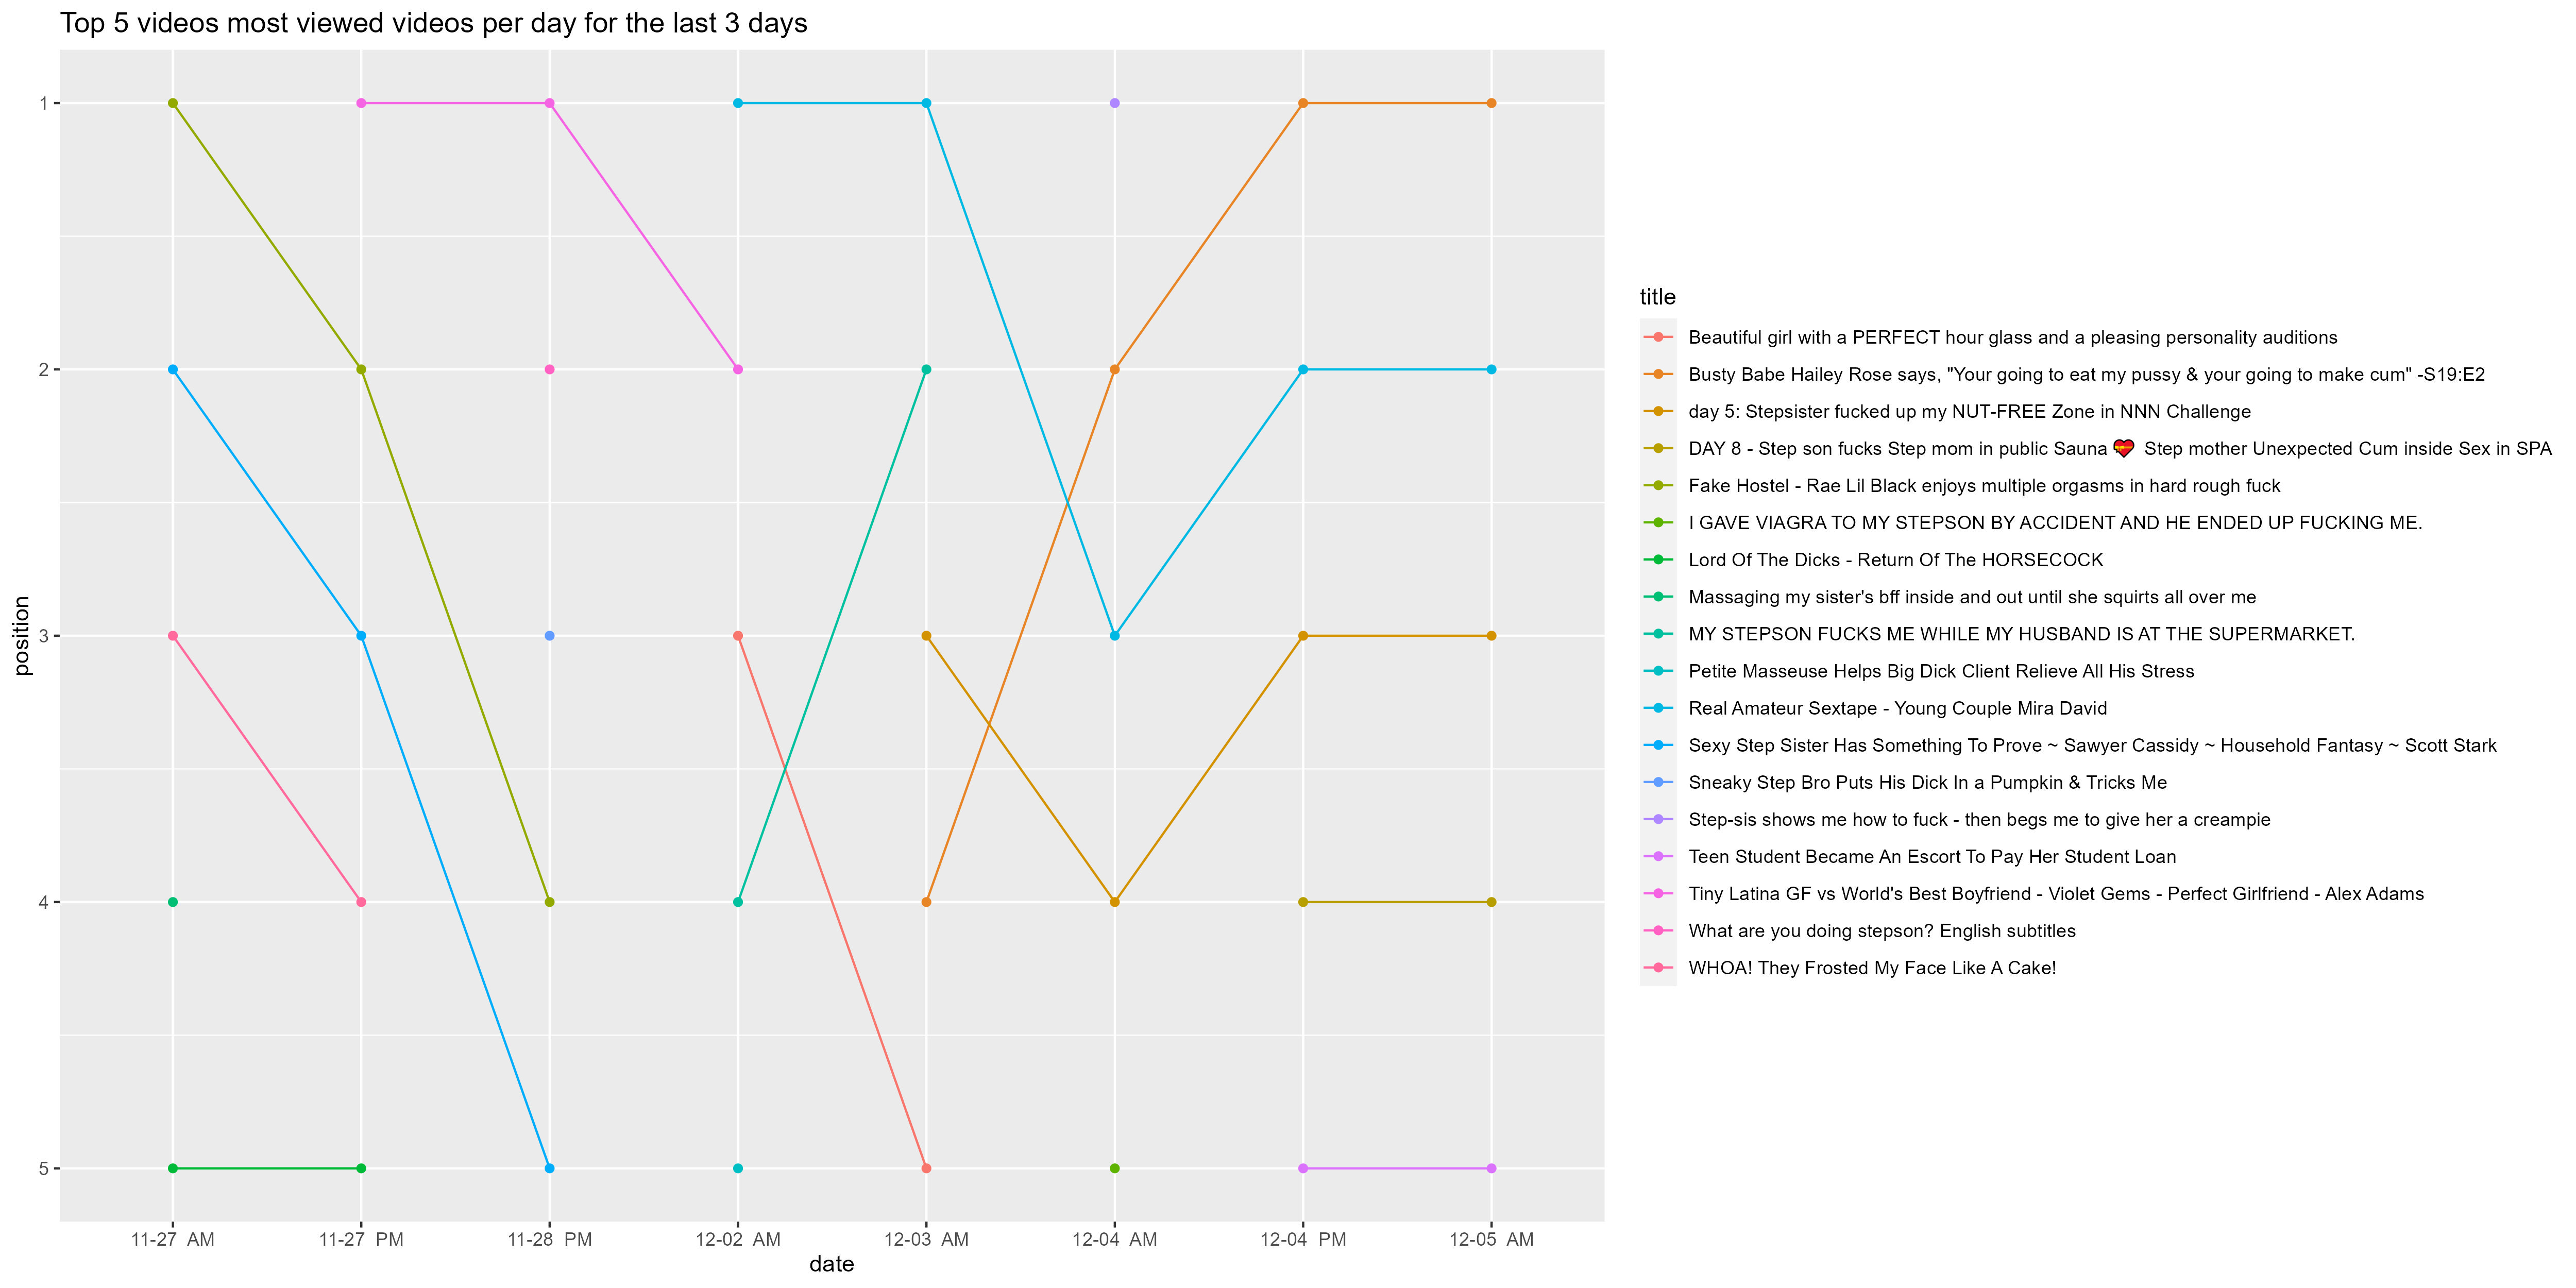 Top 5 videos most viewed videos per day for the last 3 days
position
1
2
3
4
5
11-27 AM
11-27 PM
11-28 PM
12-02 AM
12-03 AM
12-04 AM
12-04 PM
12-05 AM
date
title
Beautiful girl with a PERFECT hour glass and a pleasing personality auditions
Busty Babe Hailey Rose says, "Your going to eat my pussy & your going to make cum" -S19:E2
day 5: Stepsister fucked up my NUT-FREE Zone in NNN Challenge
DAY 8 - Step son fucks Step mom in public Sauna 💝 Step mother Unexpected Cum inside Sex in SPA
Fake Hostel - Rae Lil Black enjoys multiple orgasms in hard rough fuck
I GAVE VIAGRA TO MY STEPSON BY ACCIDENT AND HE ENDED UP FUCKING ME.
Lord Of The Dicks - Return Of The HORSECOCK
Massaging my sister's bff inside and out until she squirts all over me
MY STEPSON FUCKS ME WHILE MY HUSBAND IS AT THE SUPERMARKET.
Petite Masseuse Helps Big Dick Client Relieve All His Stress
Real Amateur Sextape - Young Couple Mira David
Sexy Step Sister Has Something To Prove ~ Sawyer Cassidy ~ Household Fantasy ~ Scott Stark
Sneaky Step Bro Puts His Dick In a Pumpkin & Tricks Me
Step-sis shows me how to fuck - then begs me to give her a creampie
Teen Student Became An Escort To Pay Her Student Loan
Tiny Latina GF vs World's Best Boyfriend - Violet Gems - Perfect Girlfriend - Alex Adams
What are you doing stepson? English subtitles
WHOA! They Frosted My Face Like A Cake!